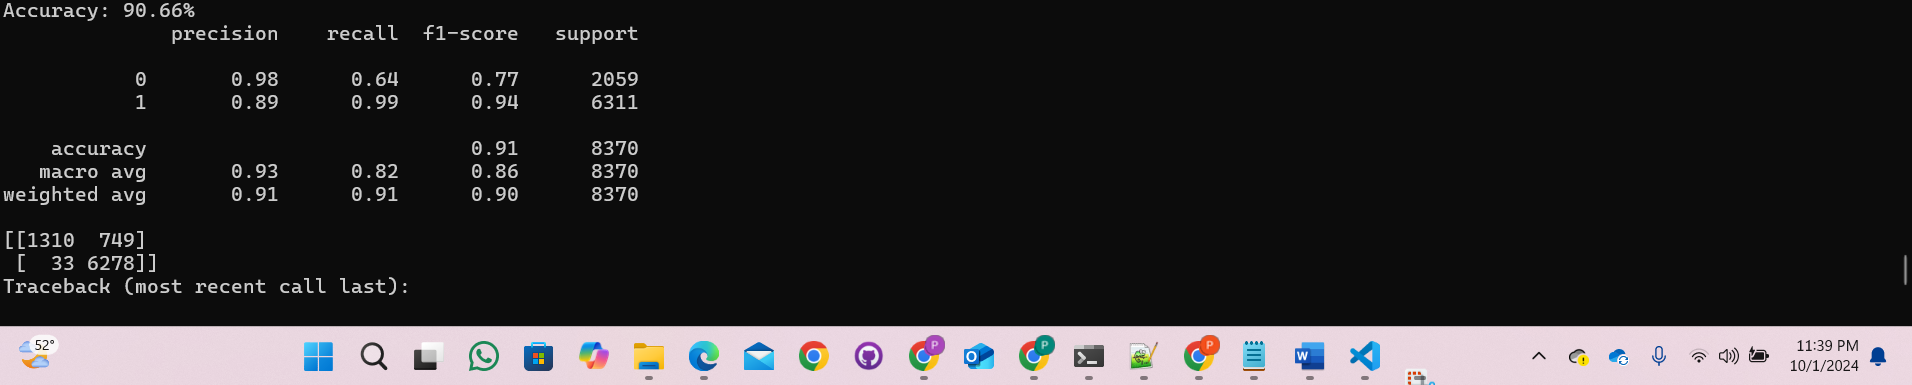 Accuracy: 90.66%
precision recall f1-score support
0 0.98 0.64 0.77 2059
1 0.89 0.99 0.94 6311
accuracy 0.91 8370
macro avg 0.93 0.82 0.86 8370
weighted avg 0.91 0.91 0.90 8370
[[1310 749]
[ 33 6278]]
Traceback (most recent call last):
52°
P
O
P
P
W
11:39 PM
10/1/2024